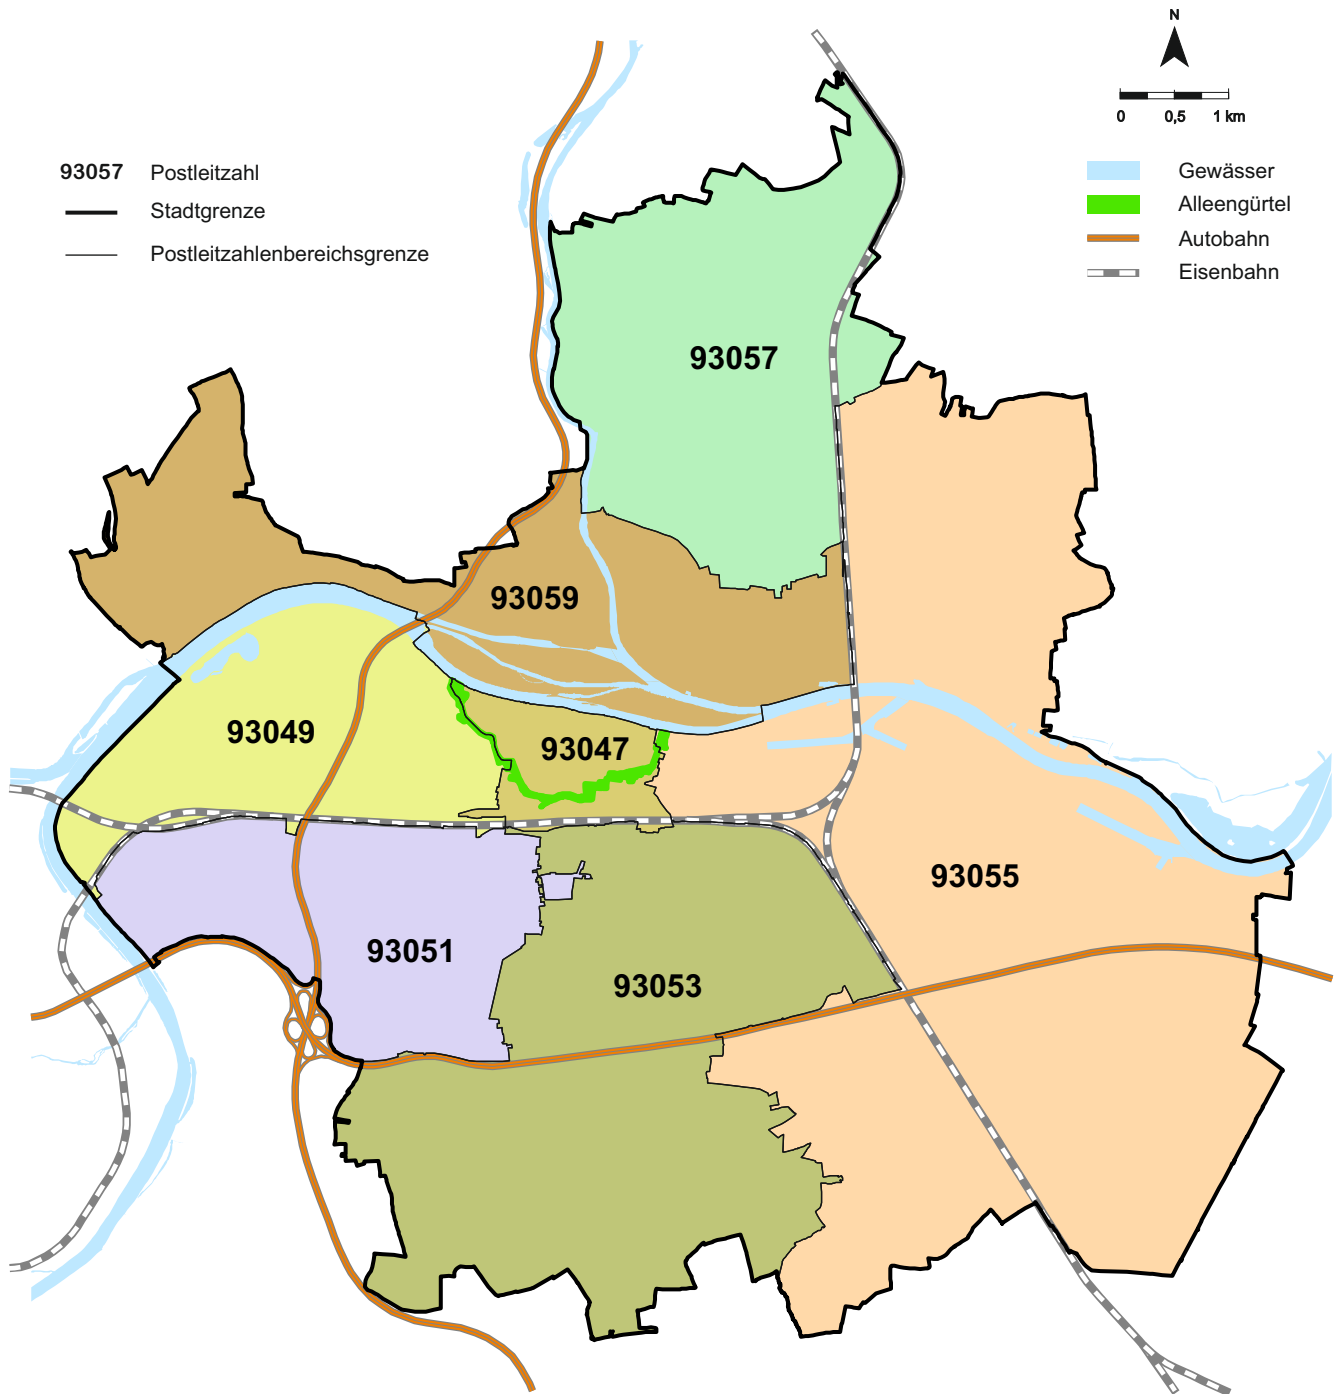 N
0 0,5 1 km
93057 Postleitzahl
Stadtgrenze
Postleitzahlenbereichsgrenze
Gewässer
Alleengürtel
Autobahn
Eisenbahn
93057
93059
93049
93047
93055
93051
93053